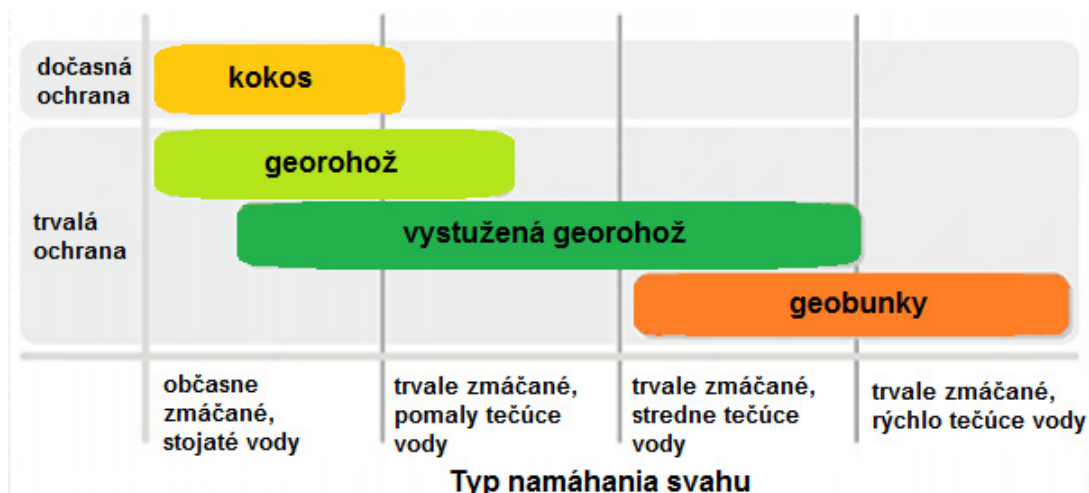 dočasná
ochrana
kokos
georohož
trvalá
ochrana
vystužená georohož
geobunky
občasne
zmáčané,
stojaté vody
trvale zmáčané,
pomaly tečúce
vody
trvale zmáčané,
stredne tečúce
vody
trvale zmáčané,
rýchlo tečúce vody
Typ namáhania svahu